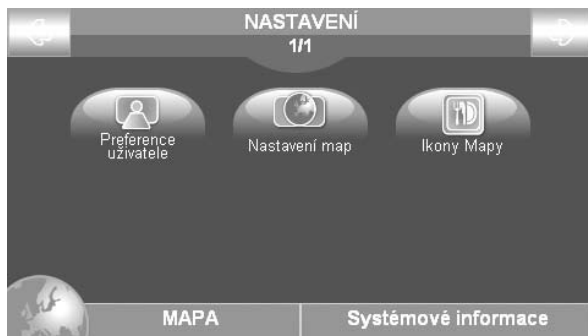 NASTAVENÍ
1/1
Preference
uživatele
Nastavení map
Ikony Mapy
MAPA
Systémové informace